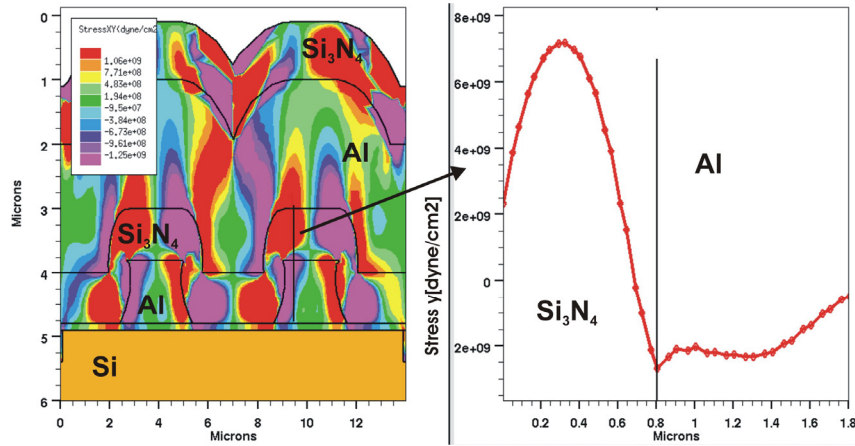 StressXY(dyne/cm2
1.06e+09
7.71e+08
4.83e+08
1.94e+08
-9.5e+07
-3.84e+08
-6.73e+08
-9.61e+08
-1.25e+09
Si₃N₄
Al
Si₃N₄
Al
Si
0
1
2
3
4
5
6
Microns
0 2 4 6 8 10 12
Microns
8e+09
6e+09
4e+09
2e+09
0
2e+09
Stress y[dyne/cm2]
Al
Si₃N₄
0.2 0.4 0.6 0.8 1 1.2 1.4 1.6 1.8
Microns